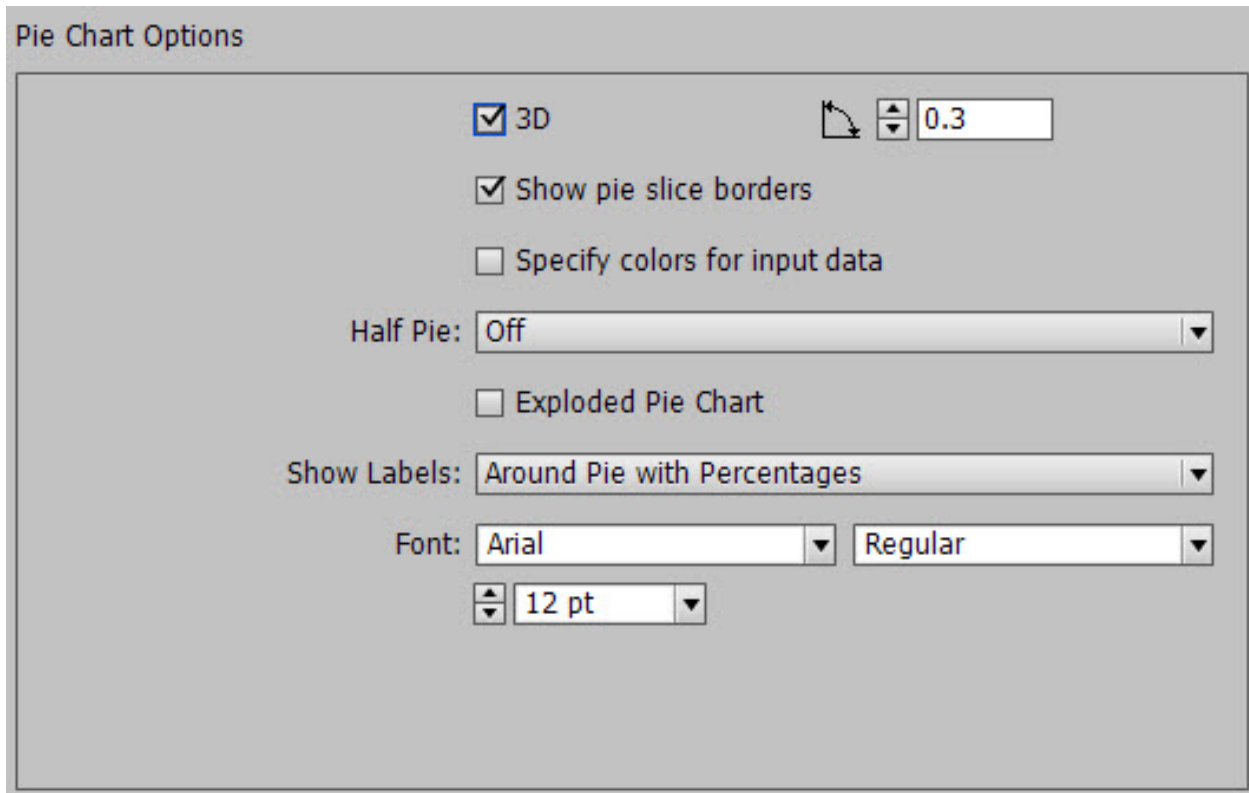 Pie Chart Options
3D 0.3
Show pie slice borders
Specify colors for input data
Half Pie: Off
Exploded Pie Chart
Show Labels: Around Pie with Percentages
Font: Arial Regular
12 pt